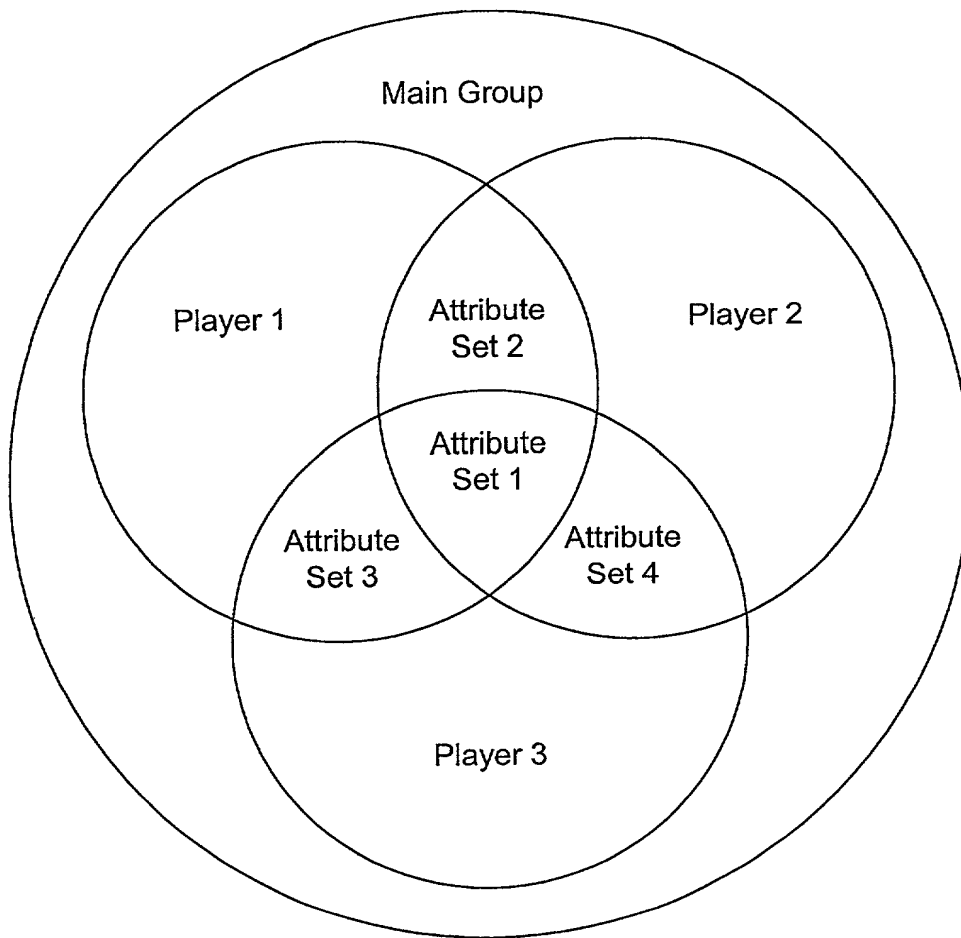 Main Group
Player 1
Attribute
Set 2
Player 2
Attribute
Set 1
Attribute
Set 3
Attribute
Set 4
Player 3